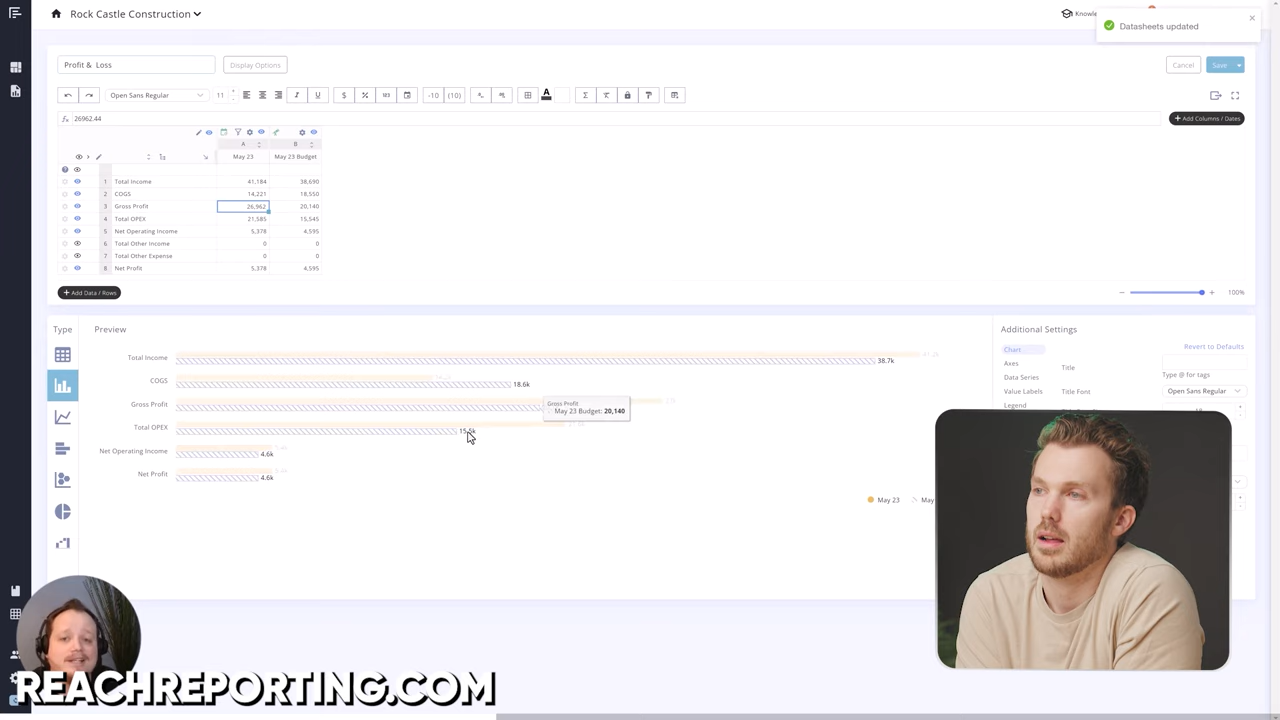 Rock Castle Construction
Datasheets updated
Profit & Loss
Display Options
Cancel
Save
Open Sans Regular
11
$
%
123
-10
(10)
A
Σ
fx
26962.44
+ Add Columns / Dates
A
B
May 23
May 23 Budget
1 Total Income 41,184 38,690
2 COGS 14,221 18,550
3 Gross Profit 26,962 20,140
4 Total OPEX 21,585 15,545
5 Net Operating Income 5,378 4,595
6 Total Other Income 0 0
7 Total Other Expense 0 0
8 Net Profit 5,378 4,595
+ Add Data / Rows
100%
Type
Preview
Additional Settings
Revert to Defaults
Chart
Axes
Data Series
Value Labels
Legend
Title
Type @ for tags
Title Font
Open Sans Regular
Total Income
41.2k
38.7k
COGS
18.6k
Gross Profit
Gross Profit
May 23 Budget: 20,140
Total OPEX
Net Operating Income
4.6k
Net Profit
4.6k
May 23
May
REACHREPORTING.COM